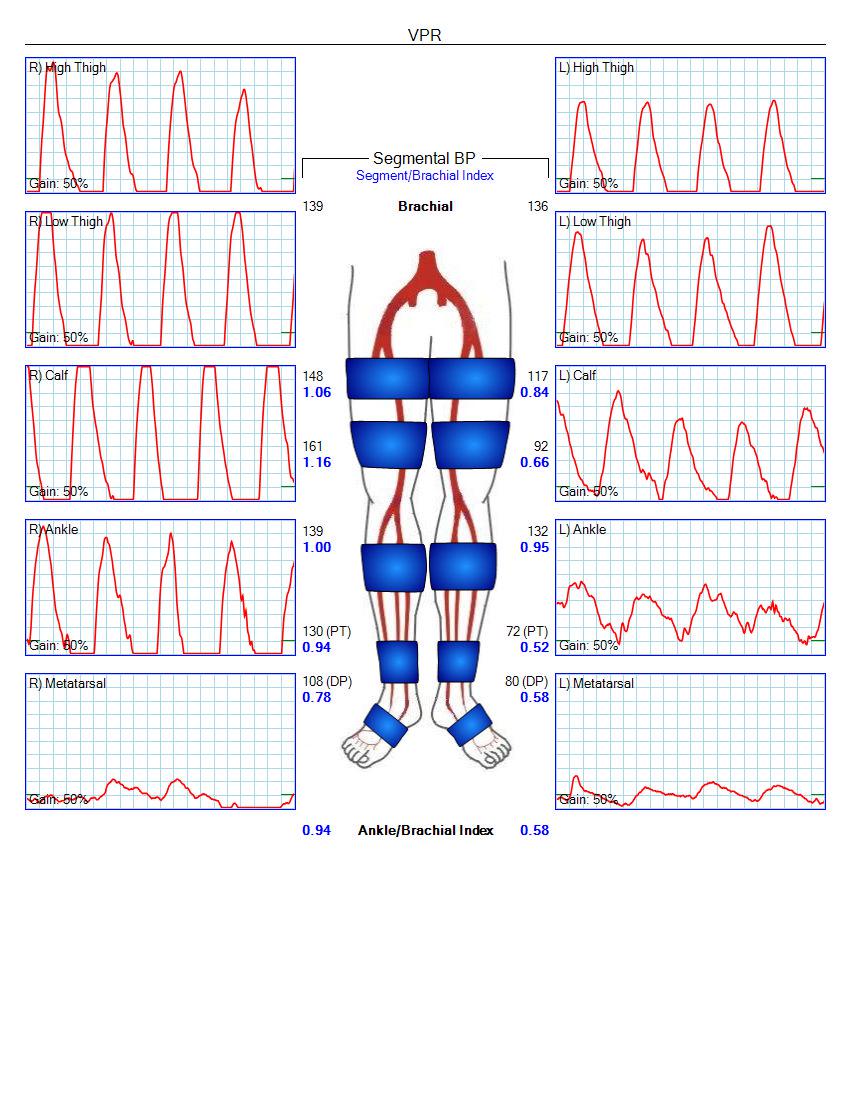 VPR
R) High Thigh
Gain: 50%
L) High Thigh
Gain: 50%
Segmental BP
Segment/Brachial Index
139 Brachial 136
R) Low Thigh
Gain: 50%
L) Low Thigh
Gain: 50%
R) Calf
Gain: 50%
148 117
1.06 0.84
161 92
1.16 0.66
L) Calf
Gain: 50%
R) Ankle
Gain: 50%
139 132
1.00 0.95
130 (PT) 72 (PT)
0.94 0.52
L) Ankle
Gain: 50%
R) Metatarsal
Gain: 50%
108 (DP) 80 (DP)
0.78 0.58
L) Metatarsal
Gain: 50%
0.94 Ankle/Brachial Index 0.58